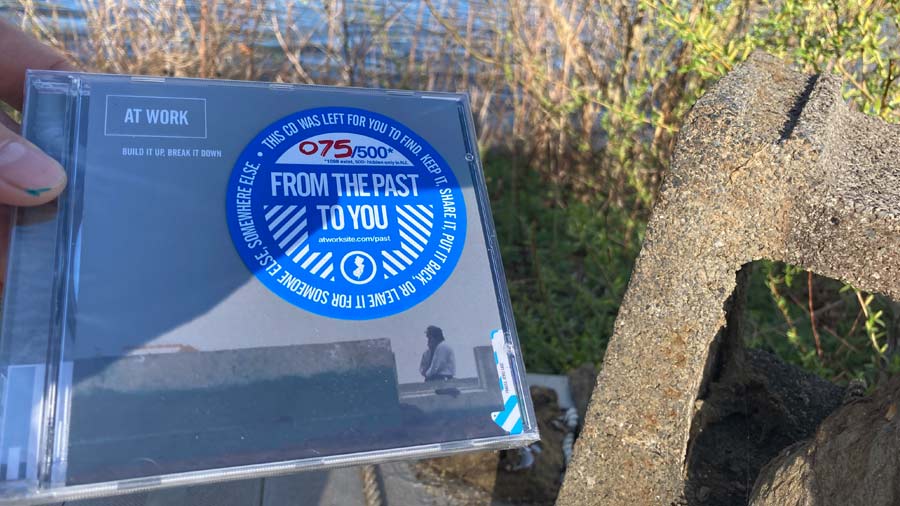 AT WORK
BUILD IT UP, BREAK IT DOWN
• THIS CD WAS LEFT FOR YOU TO FIND. KEEP IT, SHARE IT, PUT IT BACK, OR LEAVE IT FOR SOMEONE ELSE, SOMEWHERE ELSE.
075/500*
FROM THE PAST
TO YOU
atworksite.com/past